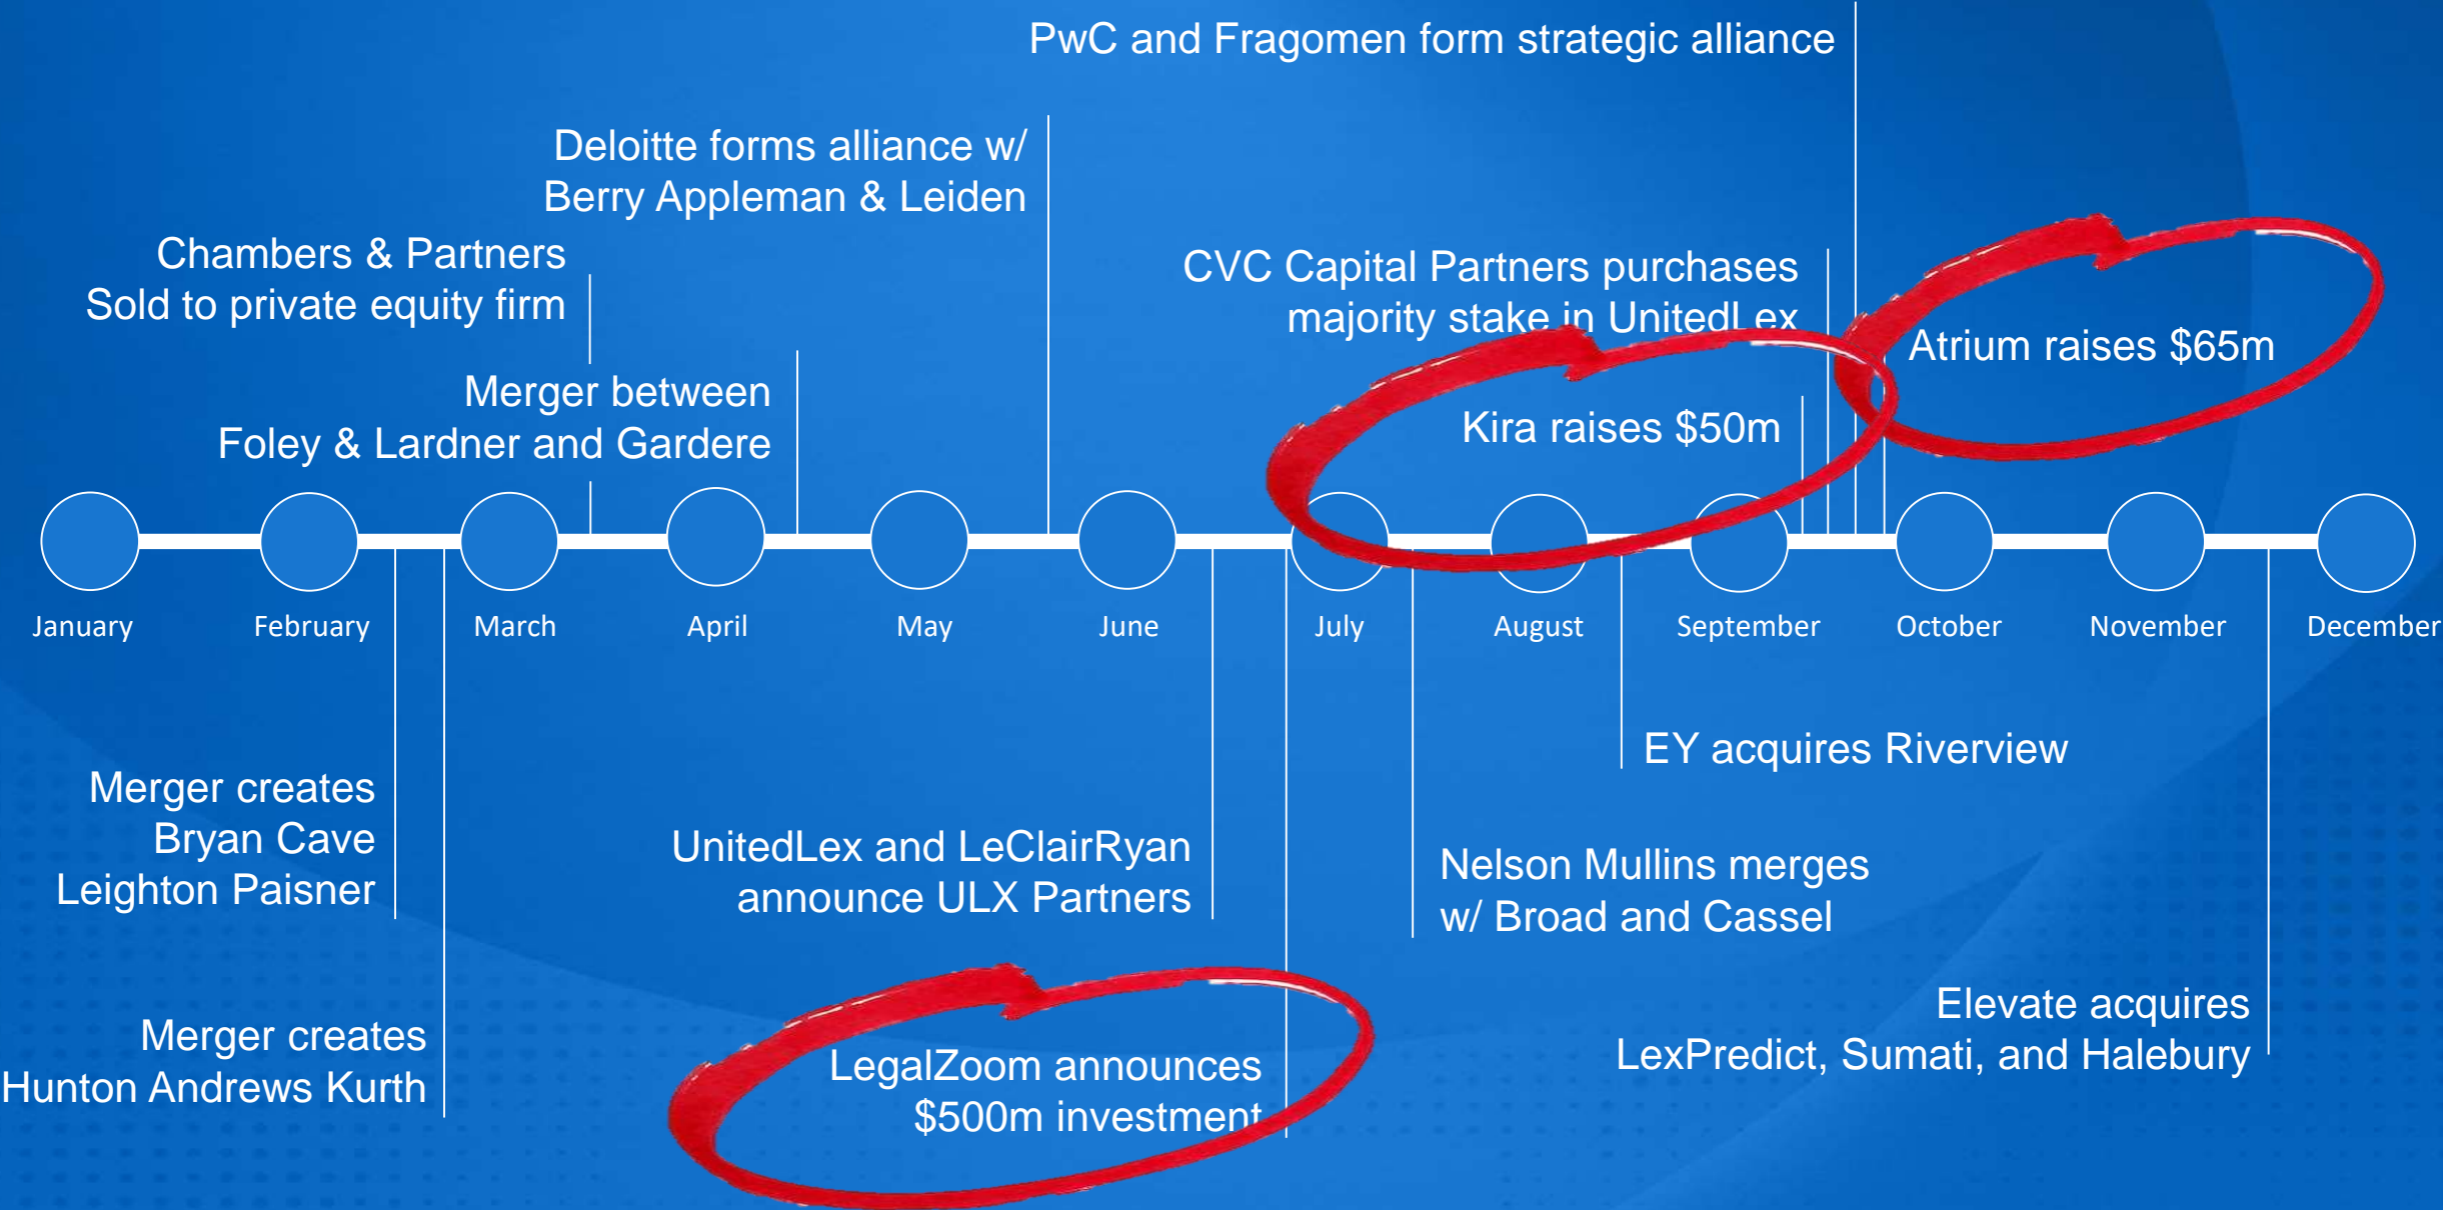 PwC and Fragomen form strategic alliance
Deloitte forms alliance w/
Berry Appleman & Leiden
Chambers & Partners
Sold to private equity firm
CVC Capital Partners purchases
majority stake in UnitedLex
Atrium raises $65m
Merger between
Foley & Lardner and Gardere
Kira raises $50m
January
February
March
April
May
June
July
August
September
October
November
December
Merger creates
Bryan Cave
Leighton Paisner
UnitedLex and LeClairRyan
announce ULX Partners
EY acquires Riverview
Nelson Mullins merges
w/ Broad and Cassel
Merger creates
Hunton Andrews Kurth
LegalZoom announces
$500m investment
Elevate acquires
LexPredict, Sumati, and Halebury